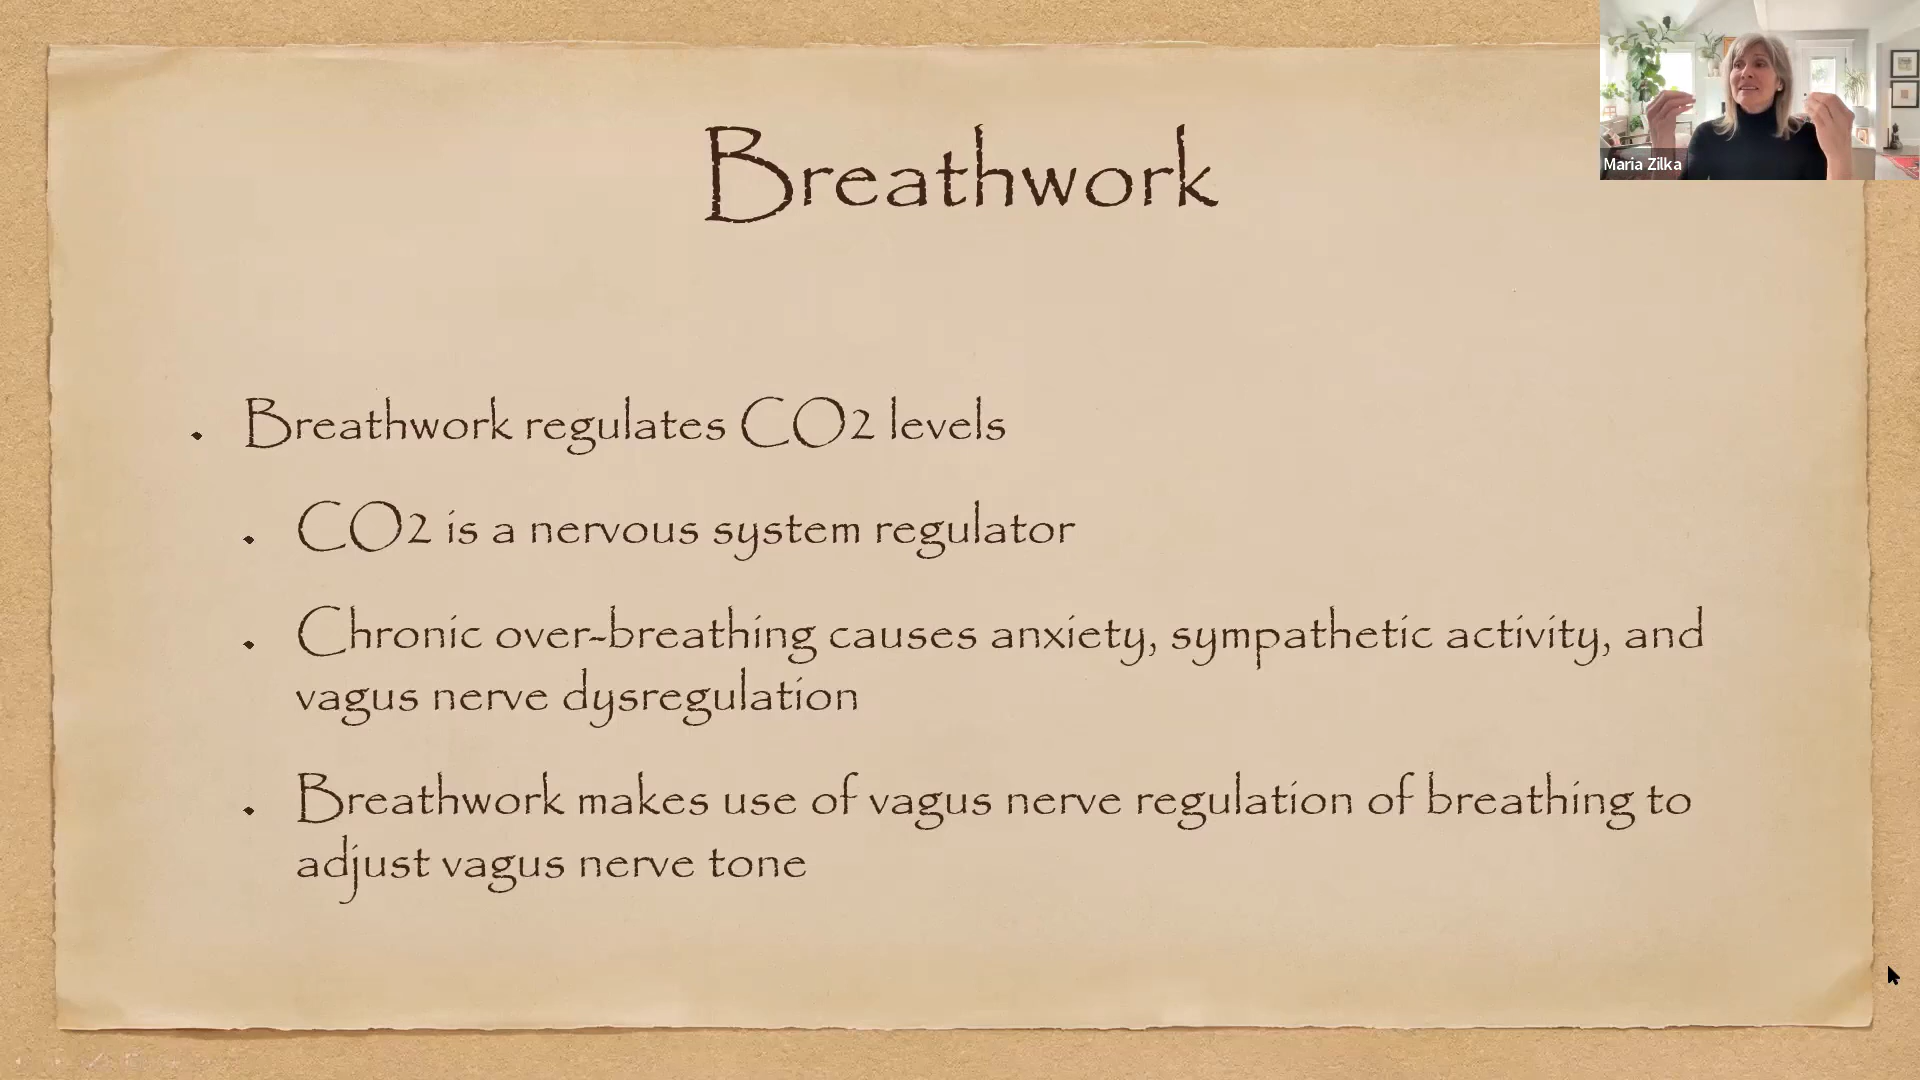 Breathwork
Maria Zilka
• Breathwork regulates CO2 levels
• CO2 is a nervous system regulator
• Chronic over-breathing causes anxiety, sympathetic activity, and
vagus nerve dysregulation
• Breathwork makes use of vagus nerve regulation of breathing to
adjust vagus nerve tone